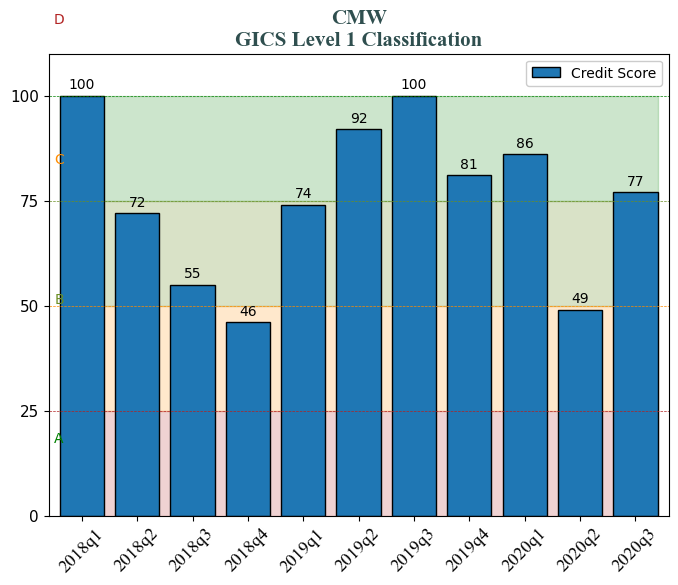 D
CMW
GICS Level 1 Classification
Credit Score
100
75
50
25
0
C
B
A
100
72
55
46
74
92
100
81
86
49
77
2018q1
2018q2
2018q3
2018q4
2019q1
2019q2
2019q3
2019q4
2020q1
2020q2
2020q3